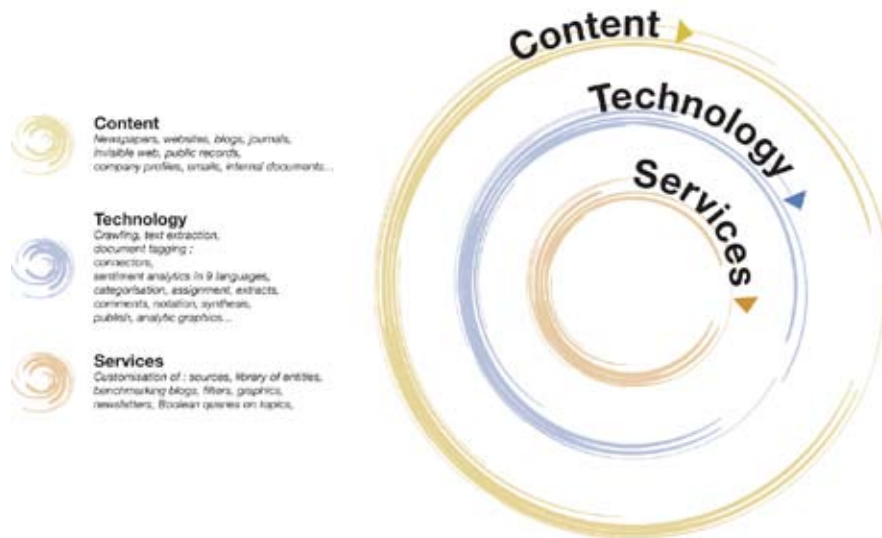 Content
Newspapers, websites, blogs, journals,
invisible web, public records,
company profiles, emails, internal documents...
Technology
Crawling, text extraction,
document tagging :
connectors,
sentiment analytics in 9 languages,
categorisation, assignment, extracts,
comments, notation, synthesis,
publish, analytic graphics...
Services
Customisation of : sources, library of entities,
benchmarking blogs, filters, graphics,
newsletters, Boolean queries on topics,
Content
Technology
Services